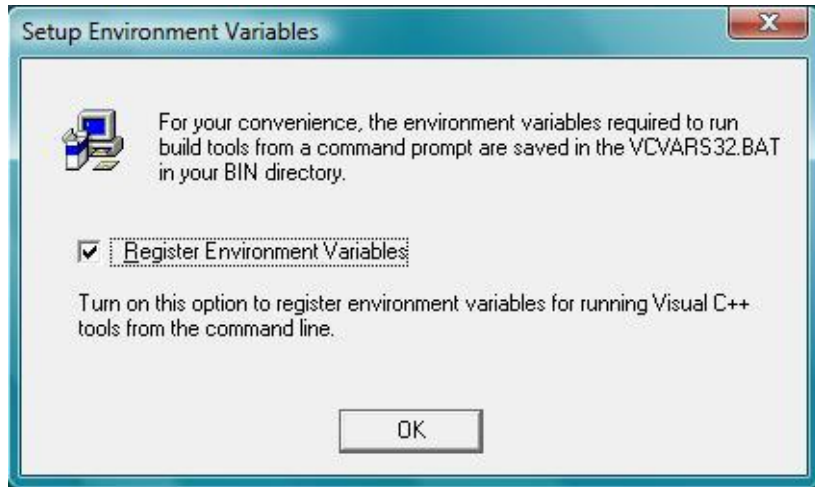 Setup Environment Variables
X
For your convenience, the environment variables required to run
build tools from a command prompt are saved in the VCVARS32.BAT
in your BIN directory.
Register Environment Variables
Turn on this option to register environment variables for running Visual C++
tools from the command line.
OK